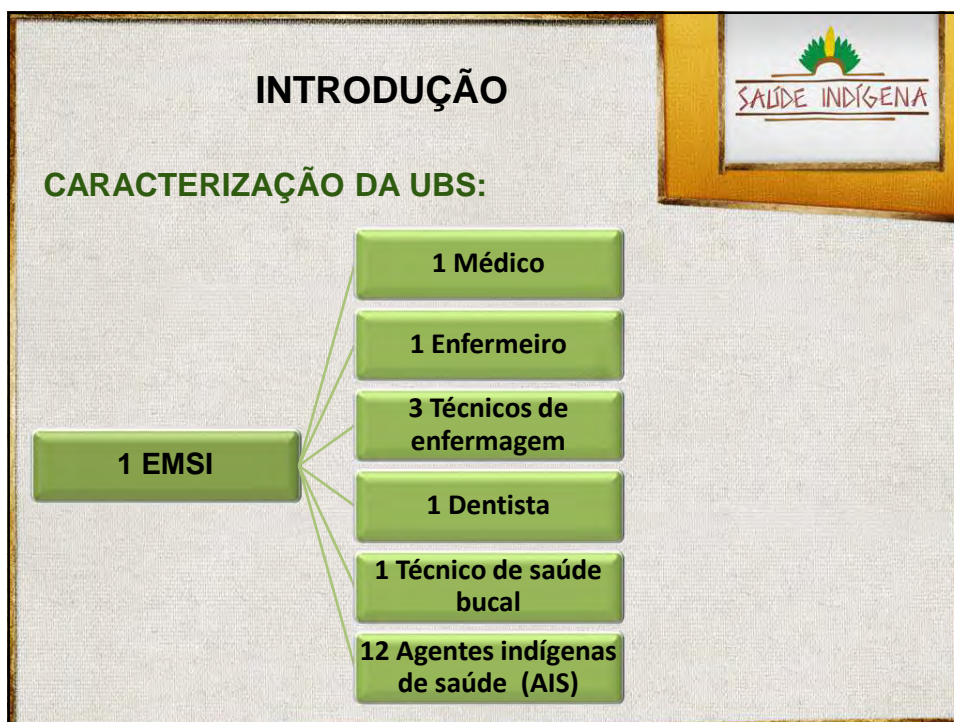 INTRODUÇÃO
SAÚDE INDÍGENA
CARACTERIZAÇÃO DA UBS:
1 EMSI
1 Médico
1 Enfermeiro
3 Técnicos de
enfermagem
1 Dentista
1 Técnico de saúde
bucal
12 Agentes indígenas
de saúde (AIS)